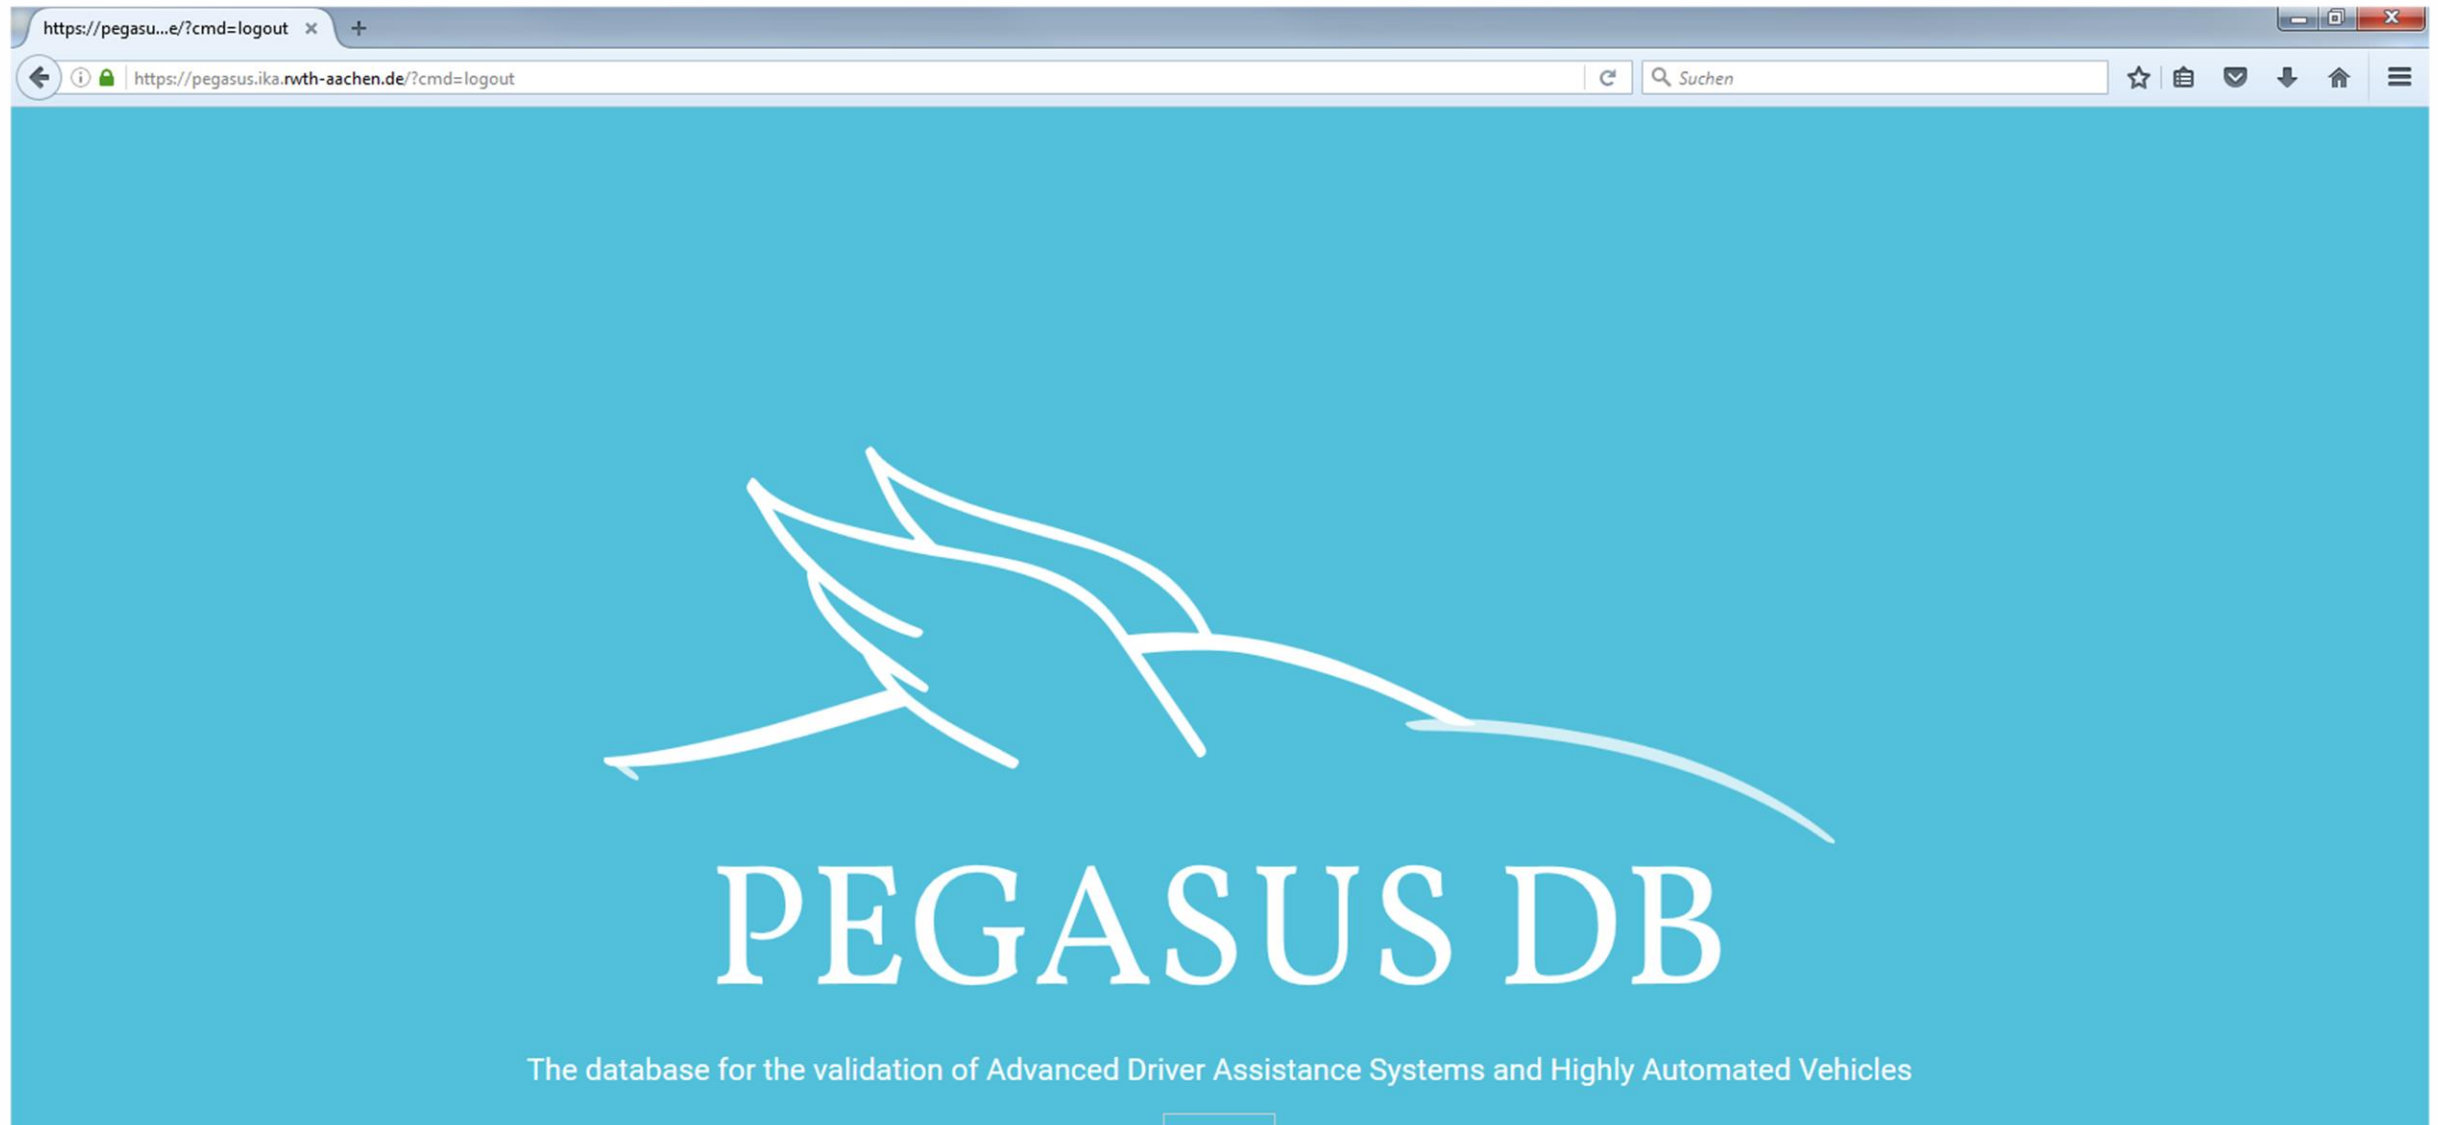 https://pegasu...e/?cmd=logout
https://pegasus.ika.rwth-aachen.de/?cmd=logout
Suchen
PEGASUS DB
The database for the validation of Advanced Driver Assistance Systems and Highly Automated Vehicles